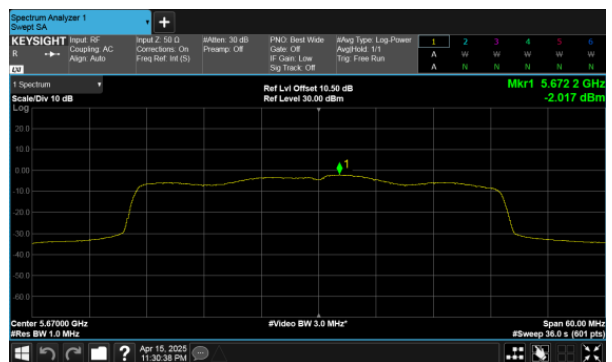 Spectrum Analyzer 1
Swept SA
+
KEYSIGHT Input: RF Input Z: 50 Ω #Atten: 30 dB PNO: Best Wide #Avg Type: Log-Power 1 2 3 4 5 6
R Coupling: AC Corrections: On Preamp: Off Gate: Off Avg|Hold: 1/1 A W W W W W
Align: Auto Freq Ref: Int (S) IF Gain: Low Trig: Free Run
Sig Track: Off A N N N N N
LXI
1 Spectrum Ref Lvl Offset 10.50 dB Mkr1 5.672 2 GHz
Scale/Div 10 dB Ref Level 30.00 dBm -2.017 dBm
Log
20.0
10.0
0.00
1
-10.0
-20.0
-30.0
-40.0
-50.0
-60.0
Center 5.67000 GHz #Video BW 3.0 MHz* Span 60.00 MHz
#Res BW 1.0 MHz #Sweep 36.0 s (601 pts)
? Apr 15, 2025
11:30:38 PM